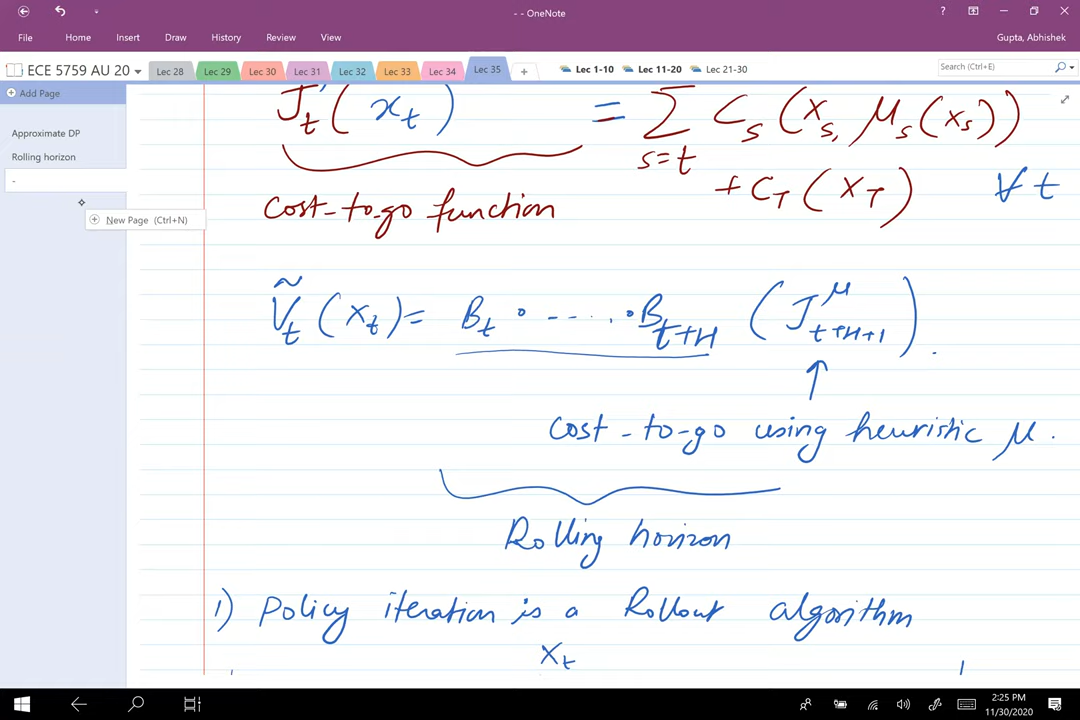 - - OneNote
Gupta, Abhishek
File Home Insert Draw History Review View
ECE 5759 AU 20 Lec 28 Lec 29 Lec 30 Lec 31 Lec 32 Lec 33 Lec 34 Lec 35 + Lec 1-10 Lec 11-20 Lec 21-30 Search (Ctrl+E)
Add Page
Approximate DP
Rolling horizon
-
New Page (Ctrl+N)
J_t (x_t) = Σ_{s=t} C_s (X_s, μ_s(x_s))
+ C_T (X_T) ∀ t
Cost-to-go function
Ṽ_t (X_t) = B_t ∘ -.... ∘ B_{t+H} (J^μ_{t+H+1}).
↑
Cost-to-go using heuristic μ.
Rolling horizon
1) Policy iteration is a Rollout algorithm
X_t
2:25 PM
11/30/2020